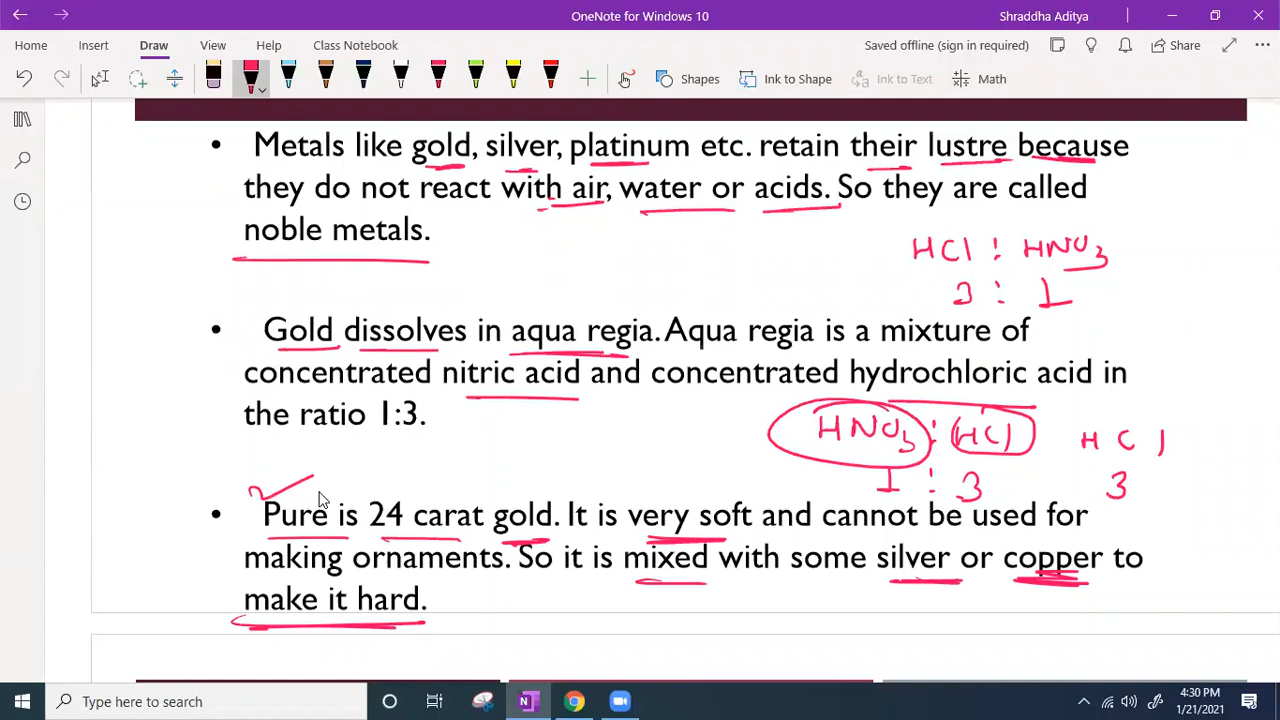 OneNote for Windows 10
Shraddha Aditya
Home Insert Draw View Help Class Notebook
Saved offline (sign in required) Share
Shapes Ink to Shape Ink to Text Math
• Metals like gold, silver, platinum etc. retain their lustre because
they do not react with air, water or acids. So they are called
noble metals.
HCl : HNO3
3 : 1
• Gold dissolves in aqua regia. Aqua regia is a mixture of
concentrated nitric acid and concentrated hydrochloric acid in
the ratio 1:3.
HNO3 : HCl HCl
1 : 3 3
• Pure is 24 carat gold. It is very soft and cannot be used for
making ornaments. So it is mixed with some silver or copper to
make it hard.
Type here to search
4:30 PM
1/21/2021